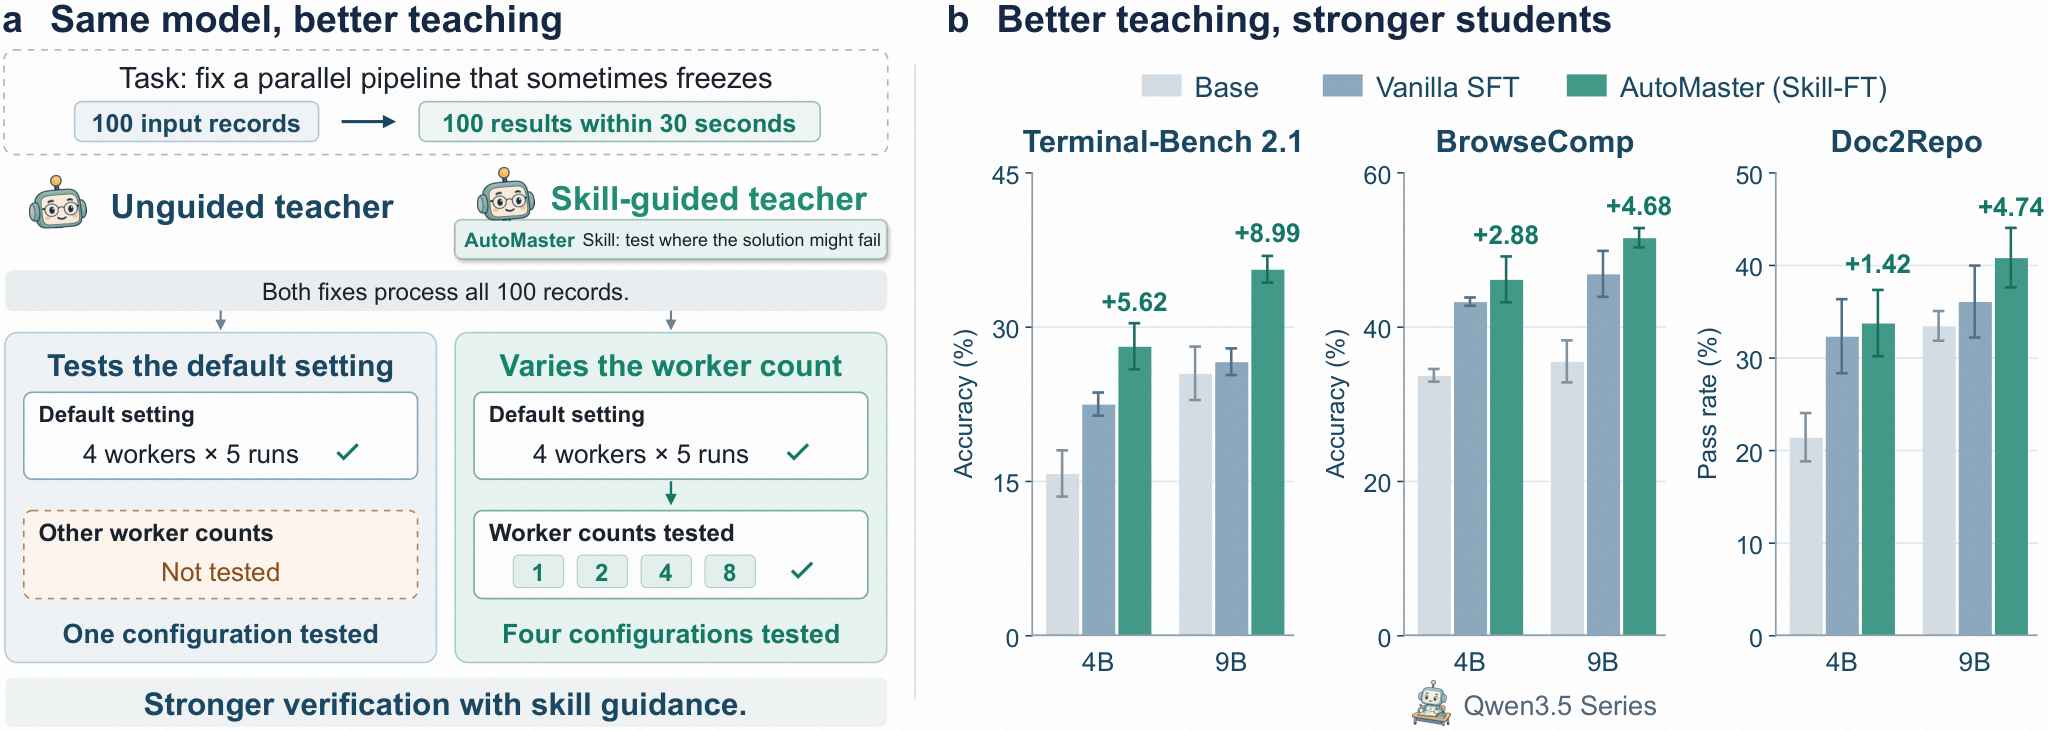 a Same model, better teaching
Task: fix a parallel pipeline that sometimes freezes
100 input records
100 results within 30 seconds
Unguided teacher
Skill-guided teacher
AutoMaster Skill: test where the solution might fail
Both fixes process all 100 records.
Tests the default setting
Default setting
4 workers × 5 runs
Other worker counts
Not tested
One configuration tested
Varies the worker count
Default setting
4 workers × 5 runs
Worker counts tested
1 2 4 8
Four configurations tested
Stronger verification with skill guidance.
b Better teaching, stronger students
Base
Vanilla SFT
AutoMaster (Skill-FT)
Terminal-Bench 2.1
Accuracy (%)
45
30
15
0
+5.62
+8.99
4B
9B
BrowseComp
Accuracy (%)
60
40
20
0
+2.88
+4.68
4B
9B
Doc2Repo
Pass rate (%)
50
40
30
20
10
0
+1.42
+4.74
4B
9B
Qwen3.5 Series